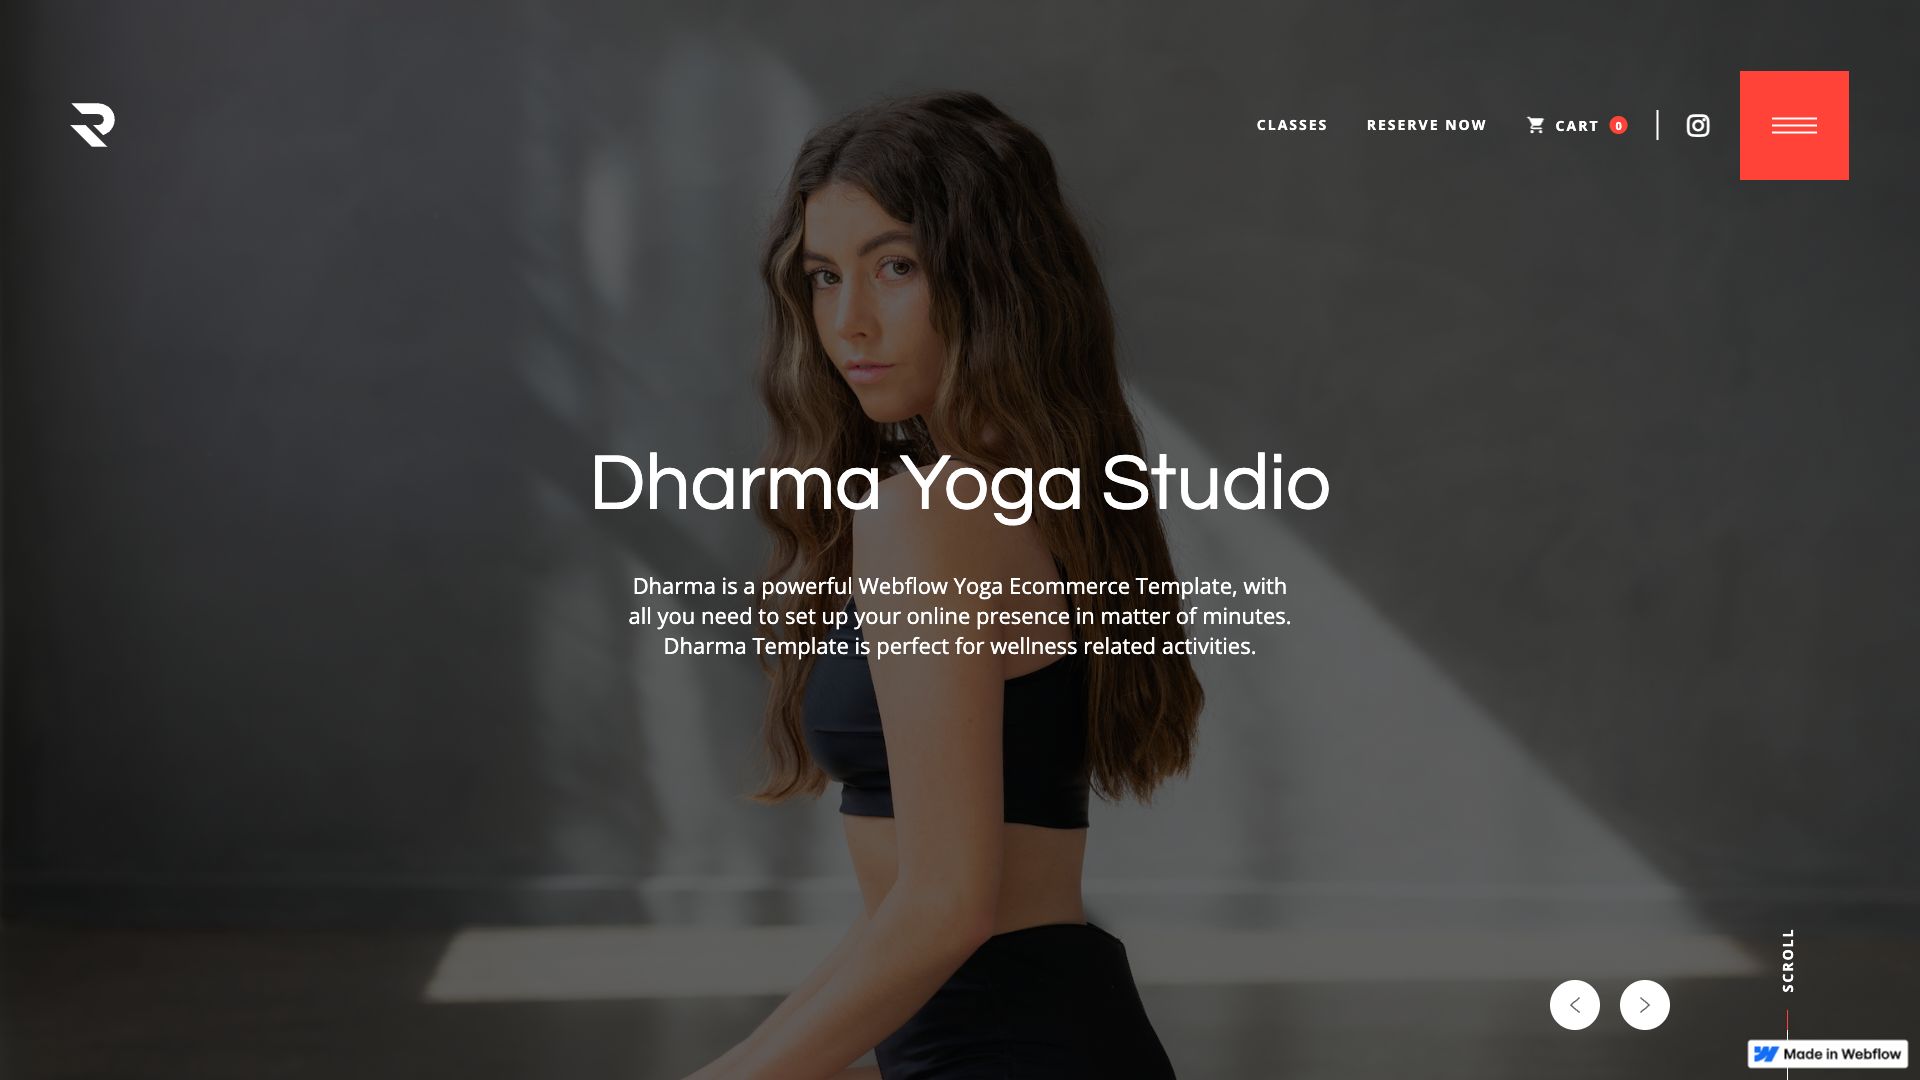 CLASSES
RESERVE NOW
CART 0
Dharma Yoga Studio
Dharma is a powerful Webflow Yoga Ecommerce Template, with
all you need to set up your online presence in matter of minutes.
Dharma Template is perfect for wellness related activities.
SCROLL
Made in Webflow